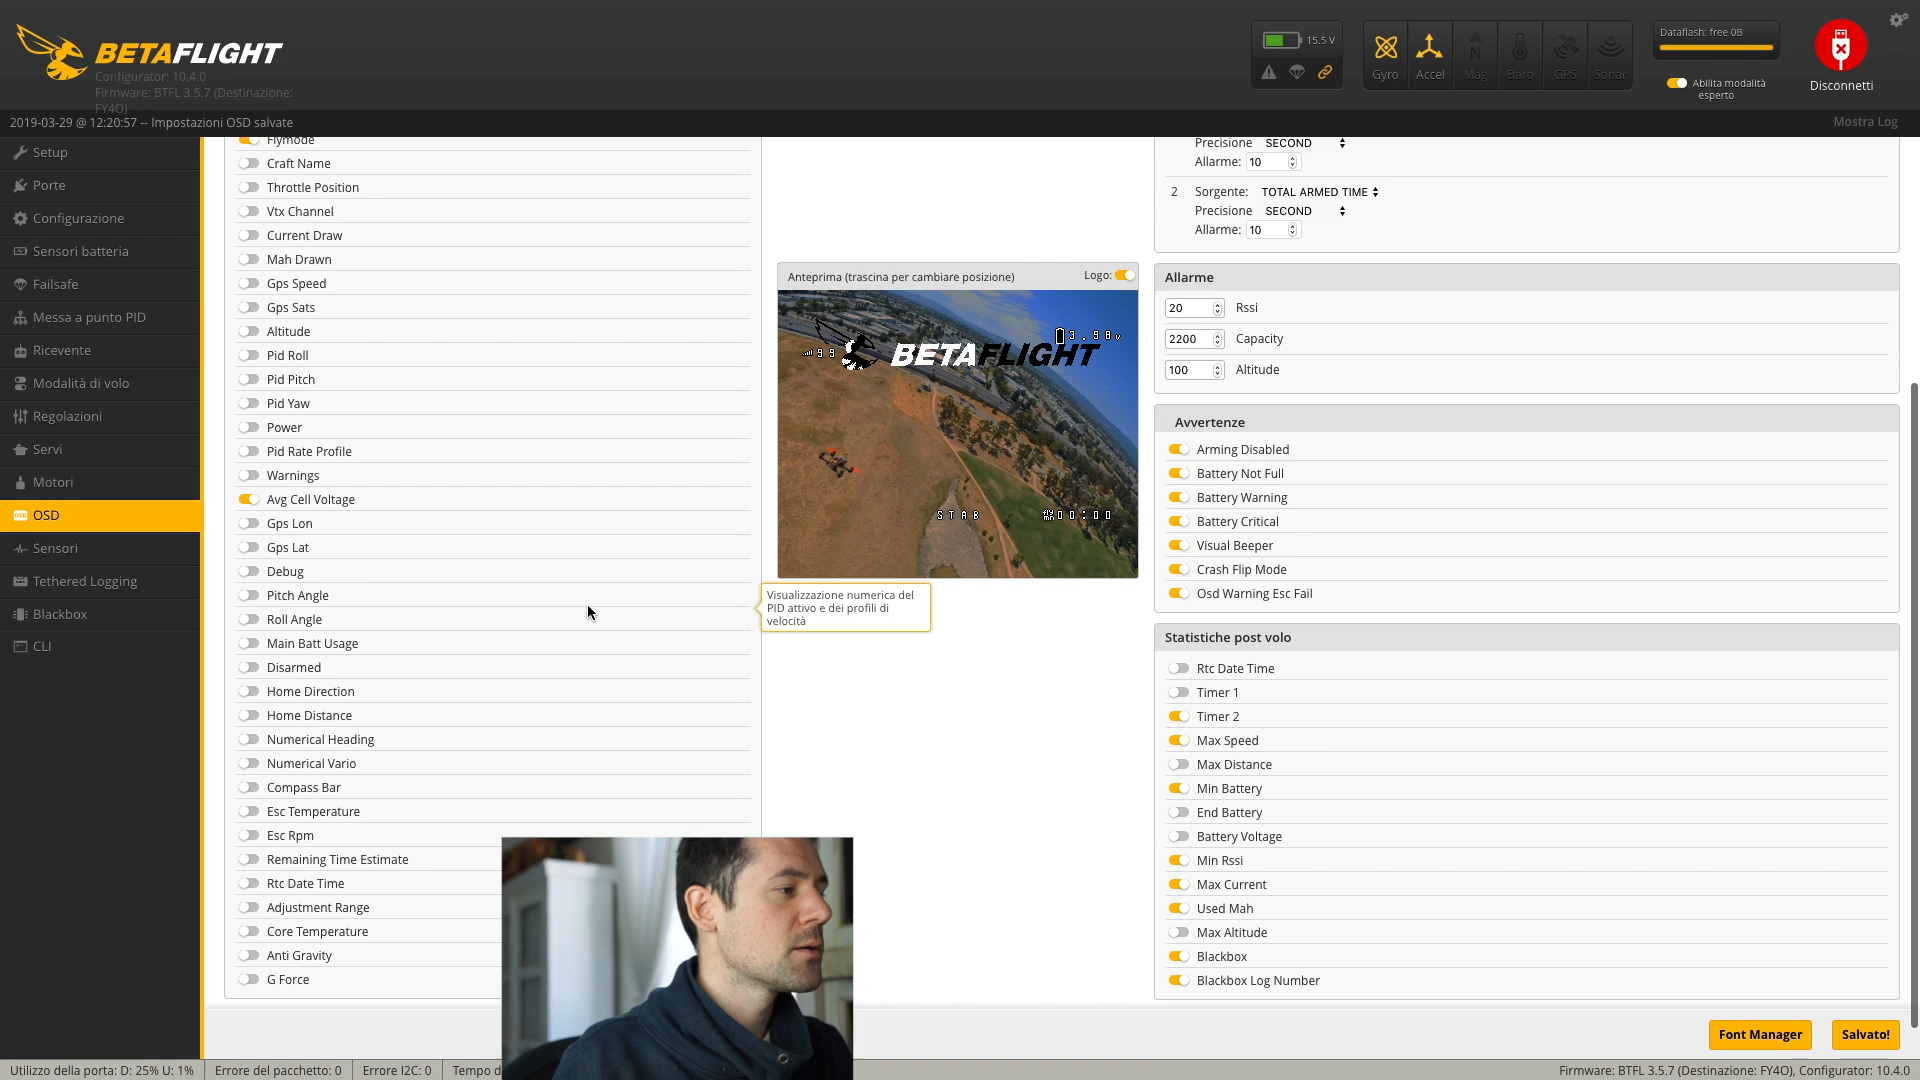 BETAFLIGHT
Configurator: 10.4.0
Firmware: BTFL 3.5.7 (Destinazione:
FY4O)
15.5 V
Gyro
Accel
Mag
Baro
GPS
Sonar
Dataflash: free 0B
Abilita modalità
esperto
Disconnetti
2019-03-29 @ 12:20:57 -- Impostazioni OSD salvate
Mostra Log
Setup
Porte
Configurazione
Sensori batteria
Failsafe
Messa a punto PID
Ricevente
Modalità di volo
Regolazioni
Servi
Motori
OSD
OSD
Sensori
Tethered Logging
Blackbox
CLI
Flymode
Craft Name
Throttle Position
Vtx Channel
Current Draw
Mah Drawn
Gps Speed
Gps Sats
Altitude
Pid Roll
Pid Pitch
Pid Yaw
Power
Pid Rate Profile
Warnings
Avg Cell Voltage
Gps Lon
Gps Lat
Debug
Pitch Angle
Roll Angle
Main Batt Usage
Disarmed
Home Direction
Home Distance
Numerical Heading
Numerical Vario
Compass Bar
Esc Temperature
Esc Rpm
Remaining Time Estimate
Rtc Date Time
Adjustment Range
Core Temperature
Anti Gravity
G Force
Anteprima (trascina per cambiare posizione)
Logo:
3.98V
99
BETAFLIGHT
STAB
00:00
Visualizzazione numerica del
PID attivo e dei profili di
velocità
Precisione SECOND
Allarme: 10
2 Sorgente: TOTAL ARMED TIME
Precisione SECOND
Allarme: 10
Allarme
20 Rssi
2200 Capacity
100 Altitude
Avvertenze
Arming Disabled
Battery Not Full
Battery Warning
Battery Critical
Visual Beeper
Crash Flip Mode
Osd Warning Esc Fail
Statistiche post volo
Rtc Date Time
Timer 1
Timer 2
Max Speed
Max Distance
Min Battery
End Battery
Battery Voltage
Min Rssi
Max Current
Used Mah
Max Altitude
Blackbox
Blackbox Log Number
Font Manager
Salvato!
Utilizzo della porta: D: 25% U: 1%
Errore del pacchetto: 0
Errore I2C: 0
Tempo d
Firmware: BTFL 3.5.7 (Destinazione: FY4O), Configurator: 10.4.0